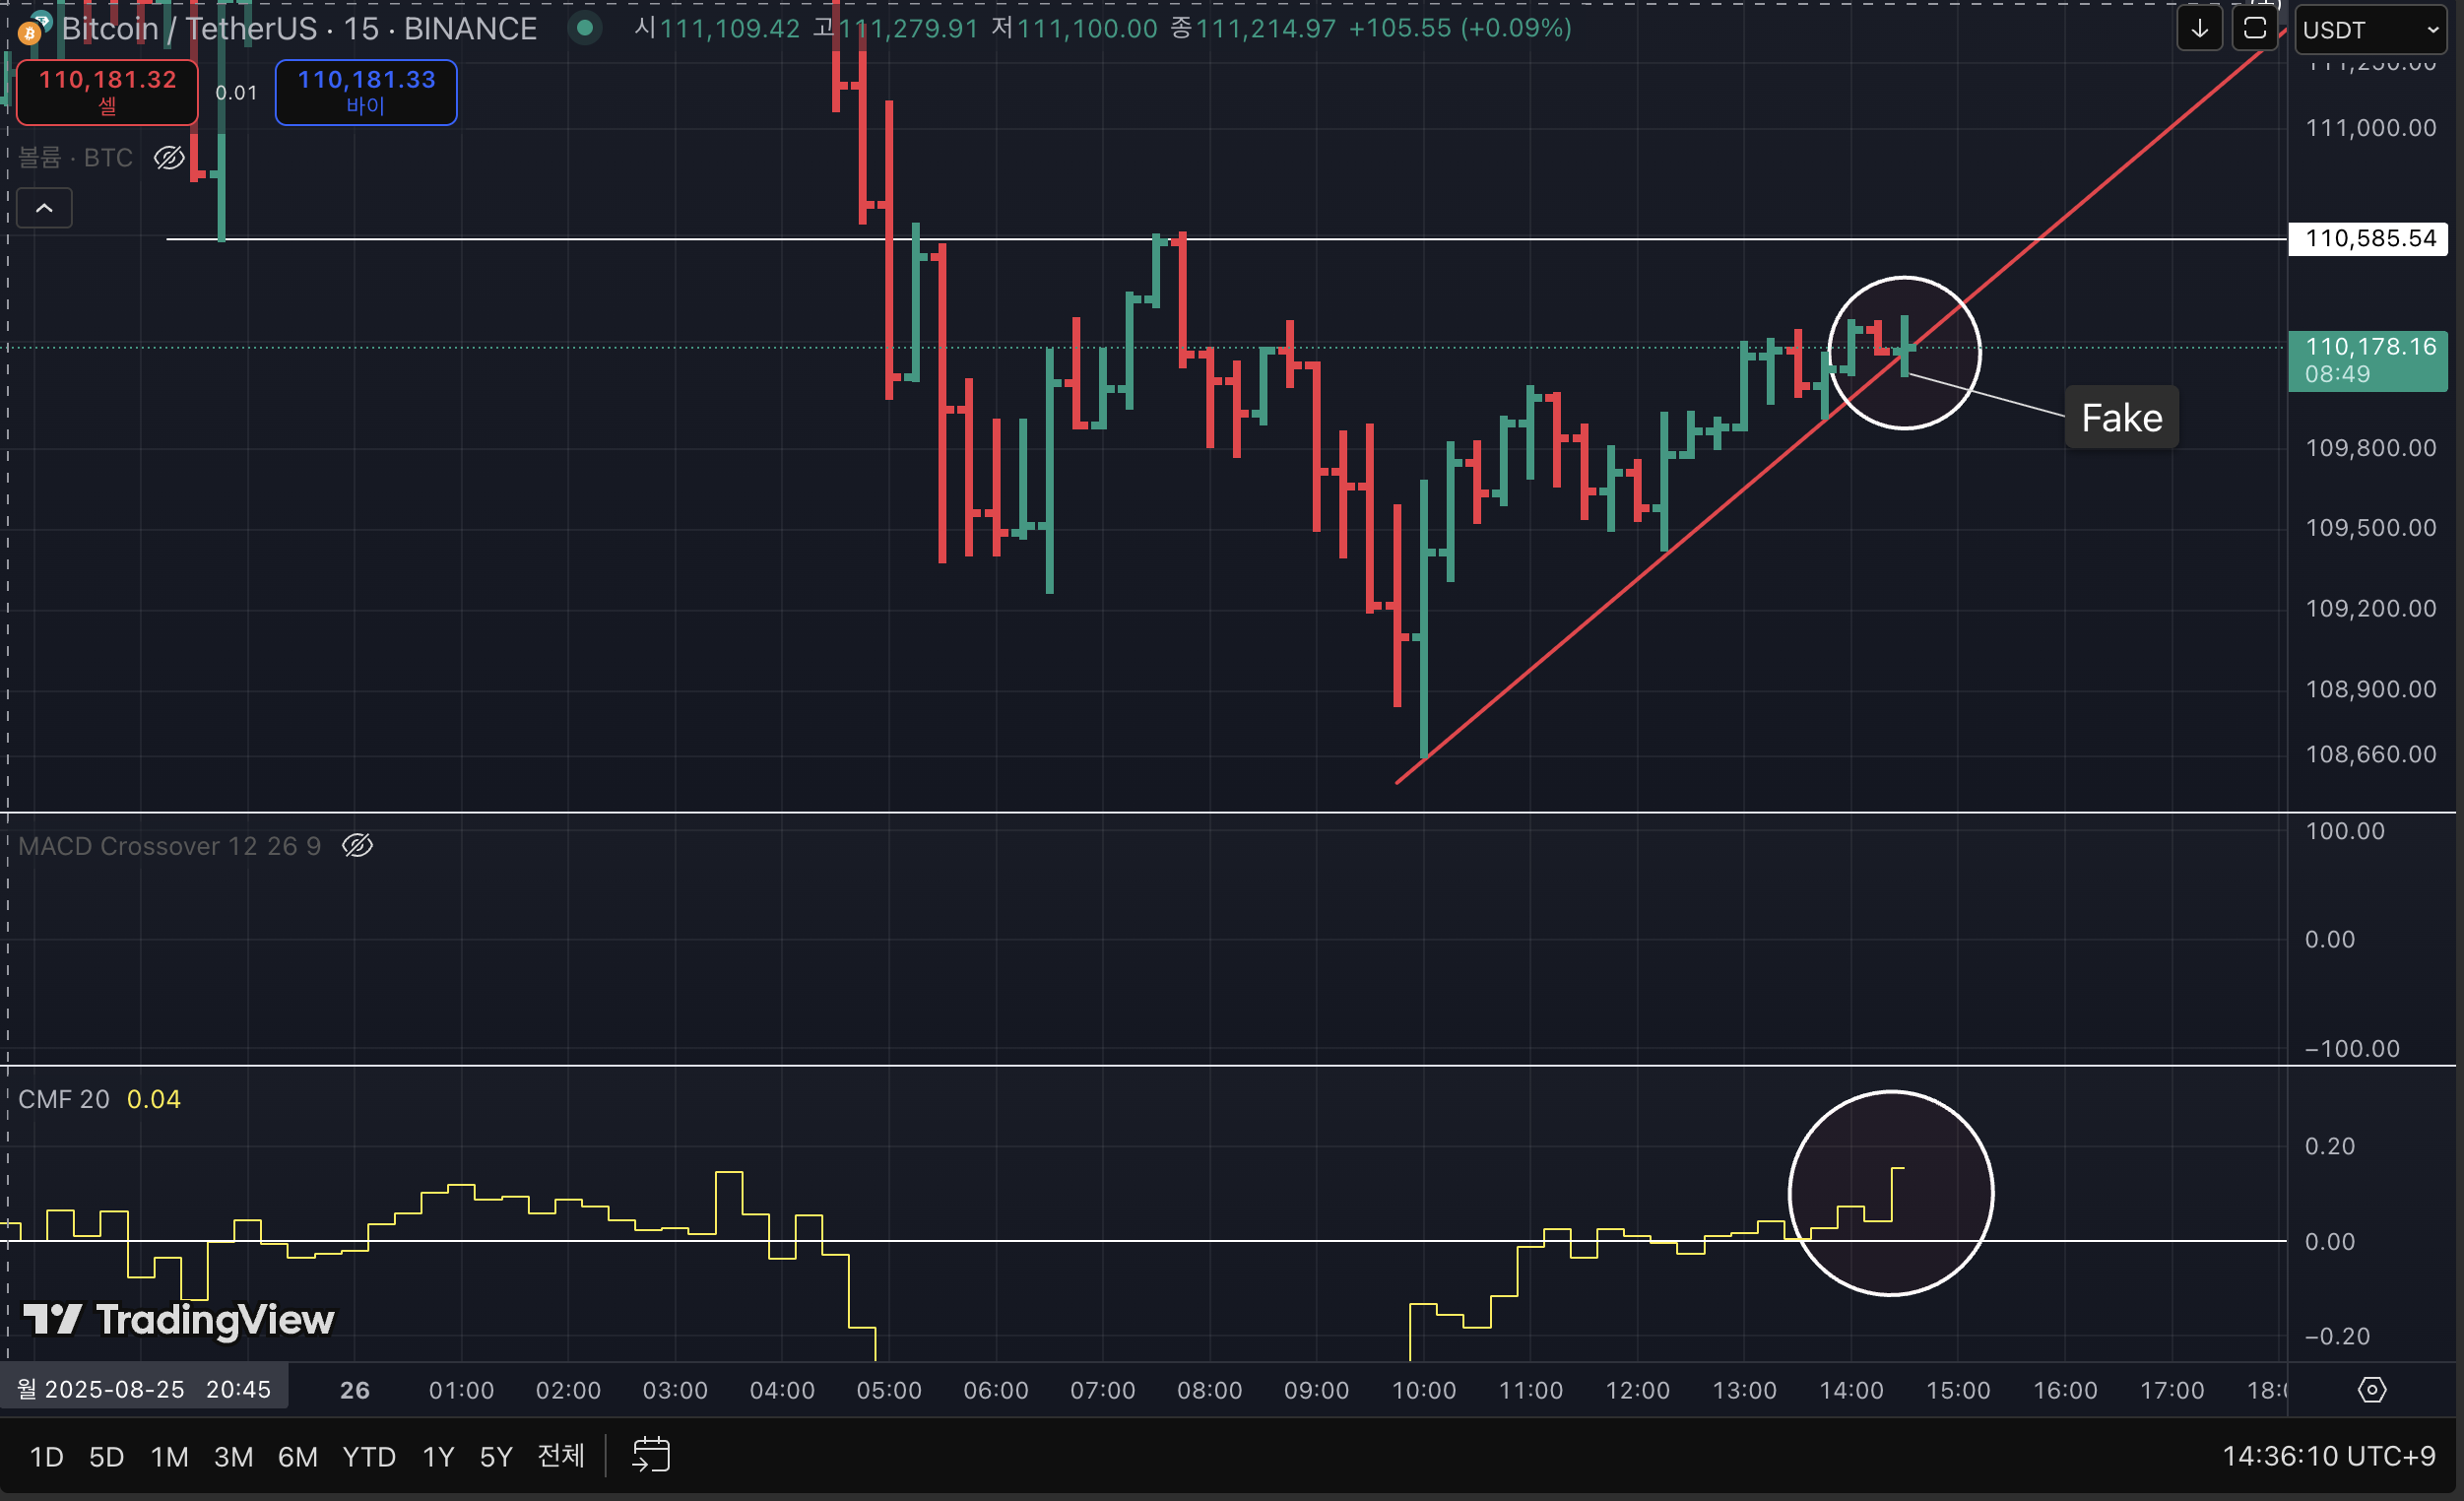 Bitcoin / TetherUS · 15 · BINANCE 시111,109.42 고111,279.91 저111,100.00 종111,214.97 +105.55 (+0.09%)
USDT
110,181.32
셀
0.01
110,181.33
바이
볼륨 · BTC
111,250.00
111,000.00
110,585.54
110,178.16
08:49
Fake
109,800.00
109,500.00
109,200.00
108,900.00
108,660.00
MACD Crossover 12 26 9
100.00
0.00
−100.00
CMF 20 0.04
0.20
0.00
−0.20
TradingView
월 2025-08-25 20:45 26 01:00 02:00 03:00 04:00 05:00 06:00 07:00 08:00 09:00 10:00 11:00 12:00 13:00 14:00 15:00 16:00 17:00
1D 5D 1M 3M 6M YTD 1Y 5Y 전체
14:36:10 UTC+9